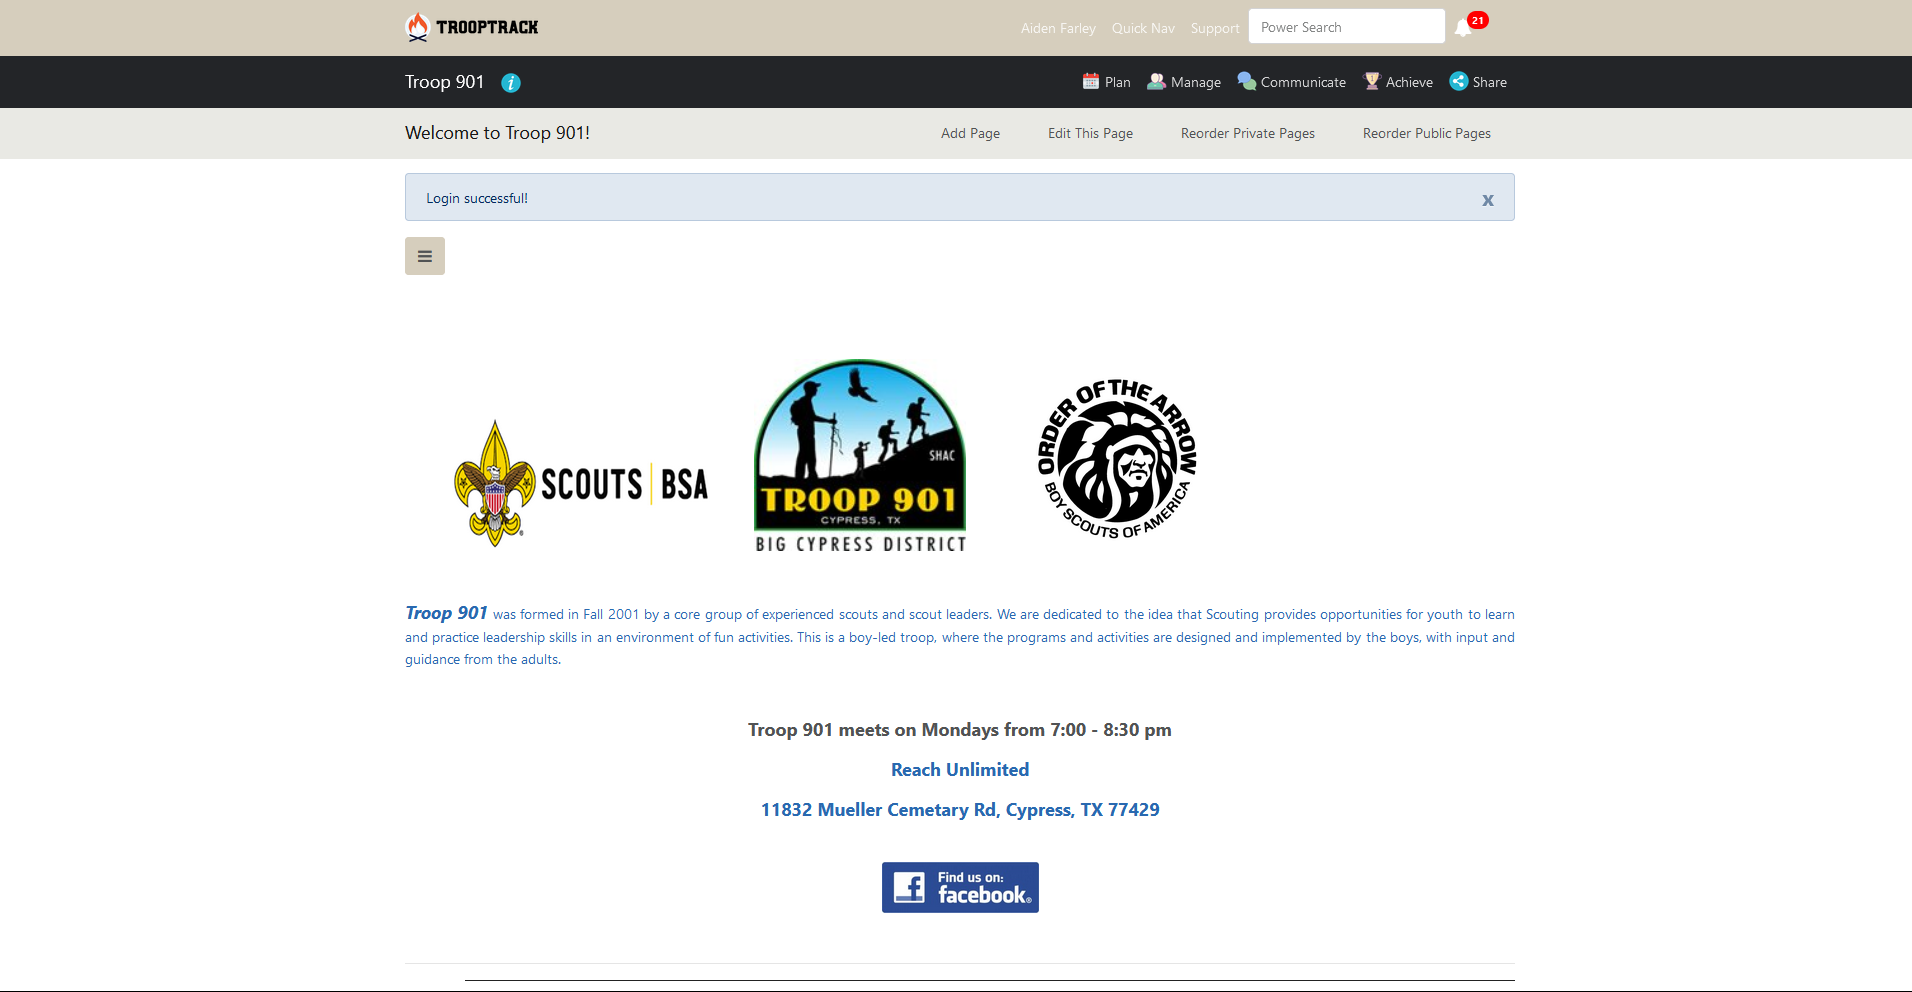 TROOPTRACK
Aiden Farley Quick Nav Support Power Search 21
Troop 901 i Plan Manage Communicate Achieve Share
Welcome to Troop 901! Add Page Edit This Page Reorder Private Pages Reorder Public Pages
Login successful! x
SCOUTS | BSA
®
SHAC
TROOP 901
CYPRESS, TX
BIG CYPRESS DISTRICT
ORDER OF THE ARROW
BOY SCOUTS OF AMERICA
Troop 901 was formed in Fall 2001 by a core group of experienced scouts and scout leaders. We are dedicated to the idea that Scouting provides opportunities for youth to learn
and practice leadership skills in an environment of fun activities. This is a boy-led troop, where the programs and activities are designed and implemented by the boys, with input and
guidance from the adults.
Troop 901 meets on Mondays from 7:00 - 8:30 pm
Reach Unlimited
11832 Mueller Cemetary Rd, Cypress, TX 77429
Find us on:
facebook®